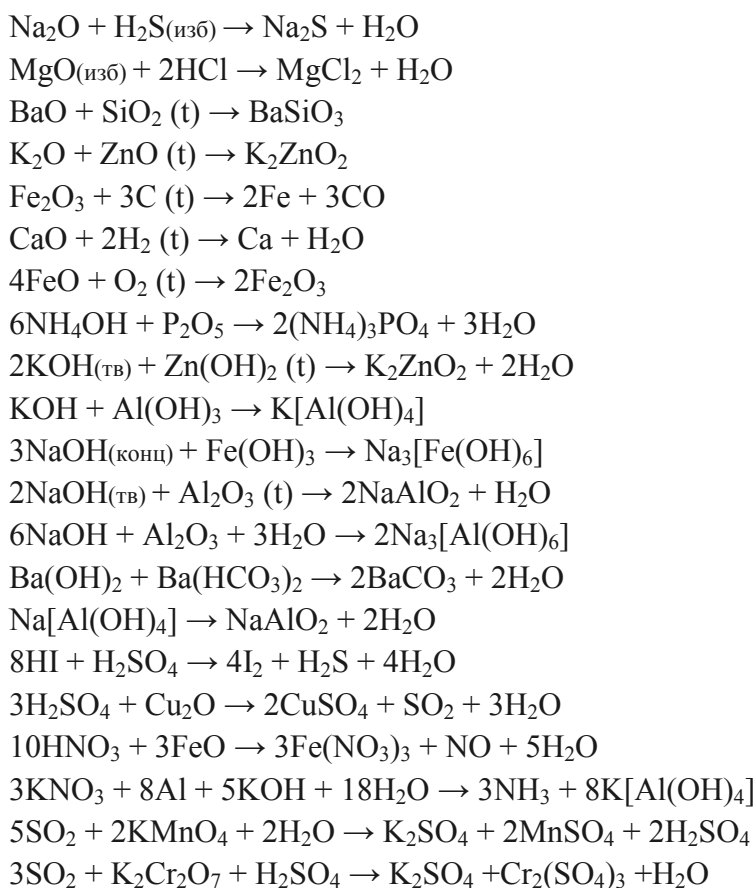 Na₂O + H₂S(изб) → Na₂S + H₂O
MgO(изб) + 2HCl → MgCl₂ + H₂O
BaO + SiO₂ (t) → BaSiO₃
K₂O + ZnO (t) → K₂ZnO₂
Fe₂O₃ + 3C (t) → 2Fe + 3CO
CaO + 2H₂ (t) → Ca + H₂O
4FeO + O₂ (t) → 2Fe₂O₃
6NH₄OH + P₂O₅ → 2(NH₄)₃PO₄ + 3H₂O
2KOH(тв) + Zn(OH)₂ (t) → K₂ZnO₂ + 2H₂O
KOH + Al(OH)₃ → K[Al(OH)₄]
3NaOH(конц) + Fe(OH)₃ → Na₃[Fe(OH)₆]
2NaOH(тв) + Al₂O₃ (t) → 2NaAlO₂ + H₂O
6NaOH + Al₂O₃ + 3H₂O → 2Na₃[Al(OH)₆]
Ba(OH)₂ + Ba(HCO₃)₂ → 2BaCO₃ + 2H₂O
Na[Al(OH)₄] → NaAlO₂ + 2H₂O
8HI + H₂SO₄ → 4I₂ + H₂S + 4H₂O
3H₂SO₄ + Cu₂O → 2CuSO₄ + SO₂ + 3H₂O
10HNO₃ + 3FeO → 3Fe(NO₃)₃ + NO + 5H₂O
3KNO₃ + 8Al + 5KOH + 18H₂O → 3NH₃ + 8K[Al(OH)₄]
5SO₂ + 2KMnO₄ + 2H₂O → K₂SO₄ + 2MnSO₄ + 2H₂SO₄
3SO₂ + K₂Cr₂O₇ + H₂SO₄ → K₂SO₄ +Cr₂(SO₄)₃ +H₂O